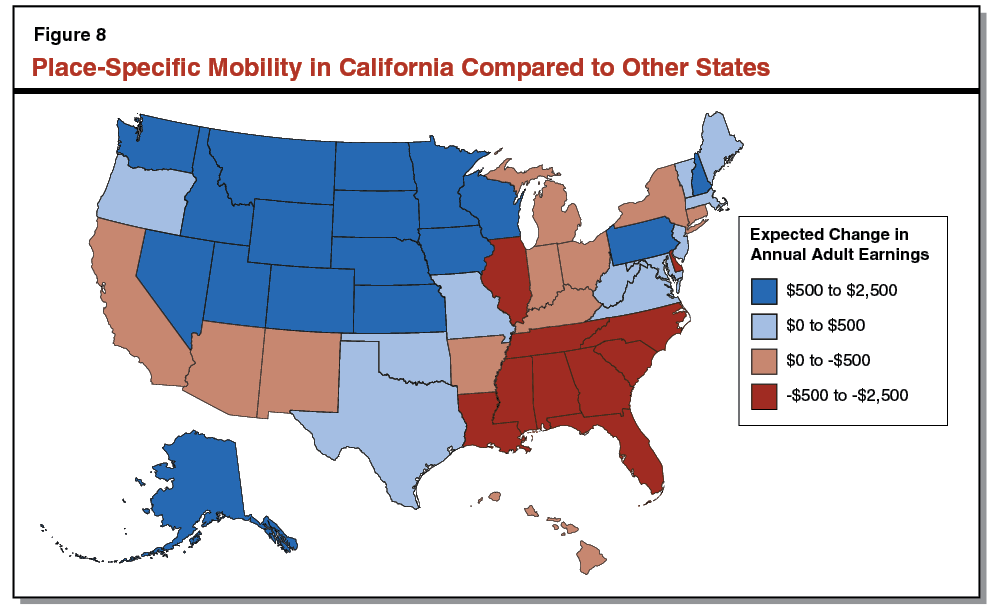 Figure 8
Place-Specific Mobility in California Compared to Other States
Expected Change in
Annual Adult Earnings
$500 to $2,500
$0 to $500
$0 to -$500
-$500 to -$2,500